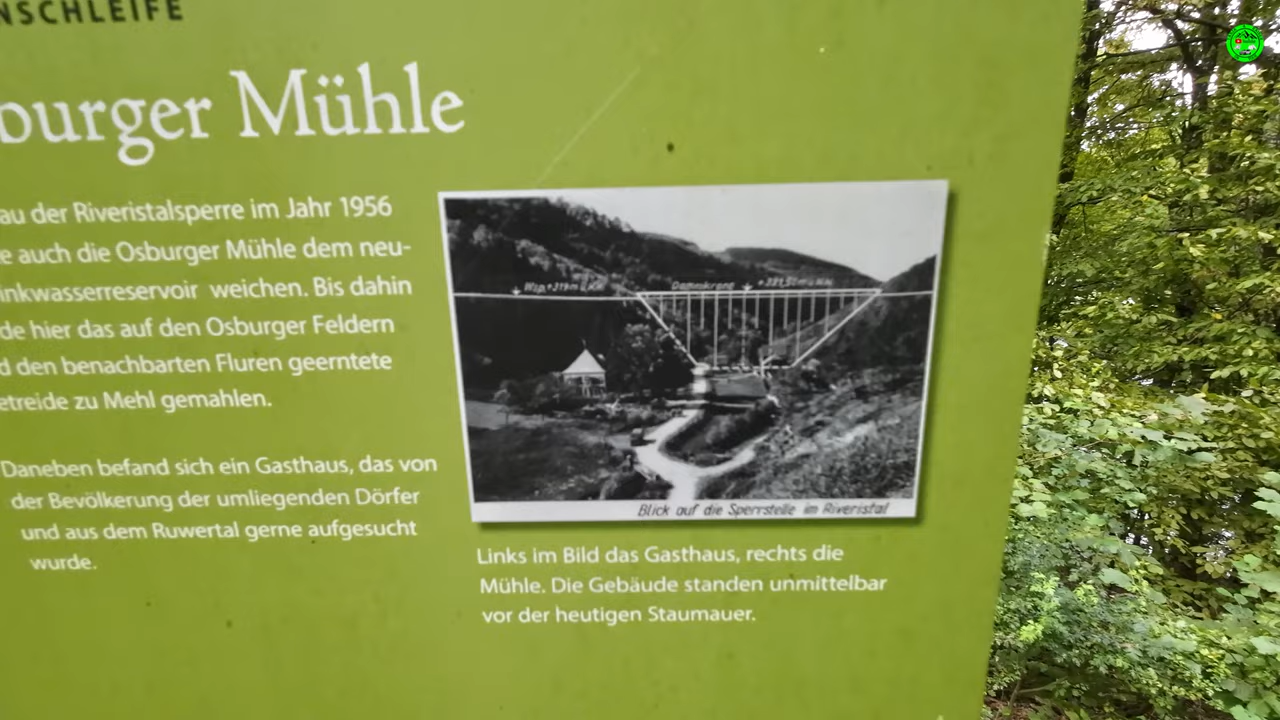 NSCHLEIFE
burger Mühle
au der Riveristalsperre im Jahr 1956
e auch die Osburger Mühle dem neu-
inkwasserreservoir weichen. Bis dahin
de hier das auf den Osburger Feldern
d den benachbarten Fluren geerntete
etreide zu Mehl gemahlen.
Daneben befand sich ein Gasthaus, das von
der Bevölkerung der umliegenden Dörfer
und aus dem Ruwertal gerne aufgesucht
wurde.
Dammkrone
Blick auf die Sperrstelle im Riveristal
Links im Bild das Gasthaus, rechts die
Mühle. Die Gebäude standen unmittelbar
vor der heutigen Staumauer.